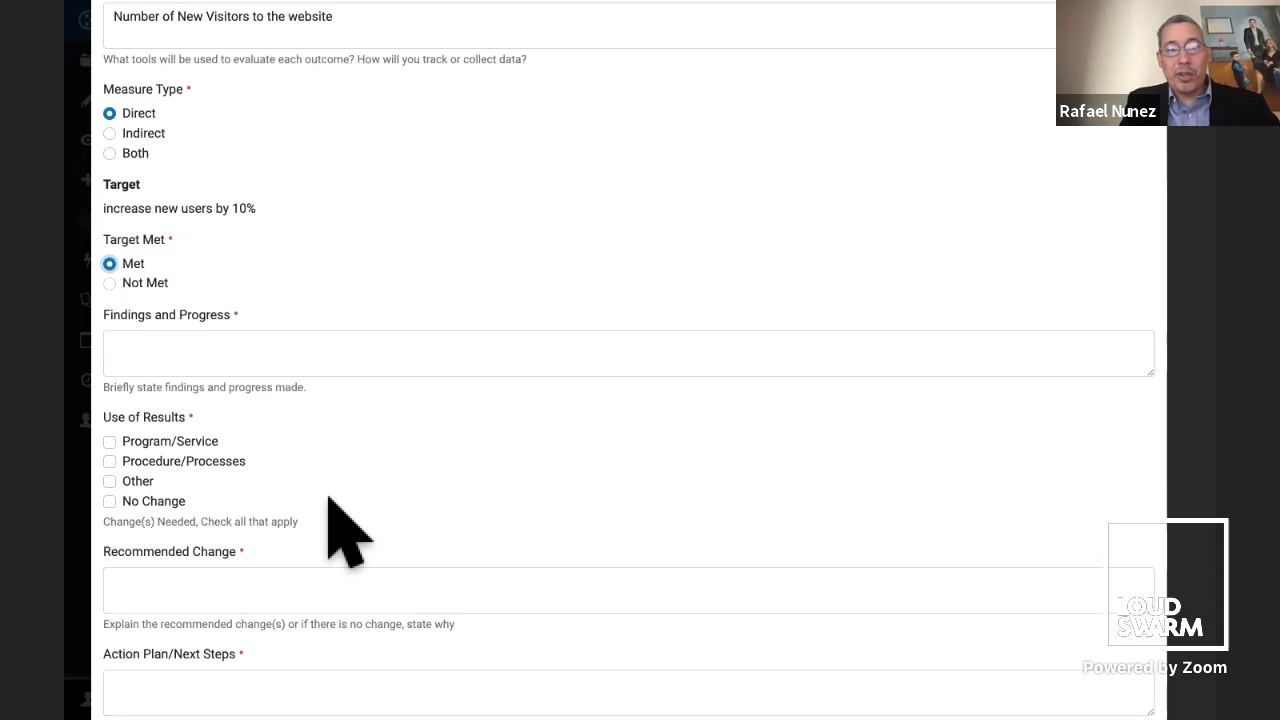 Number of New Visitors to the website
What tools will be used to evaluate each outcome? How will you track or collect data?
Rafael Nunez
Measure Type *
Direct
Indirect
Both
Target
increase new users by 10%
Target Met *
Met
Not Met
Findings and Progress *
Briefly state findings and progress made.
Use of Results *
Program/Service
Procedure/Processes
Other
No Change
Change(s) Needed, Check all that apply
Recommended Change *
Explain the recommended change(s) or if there is no change, state why
LOUD
SWARM
Action Plan/Next Steps *
Powered by Zoom